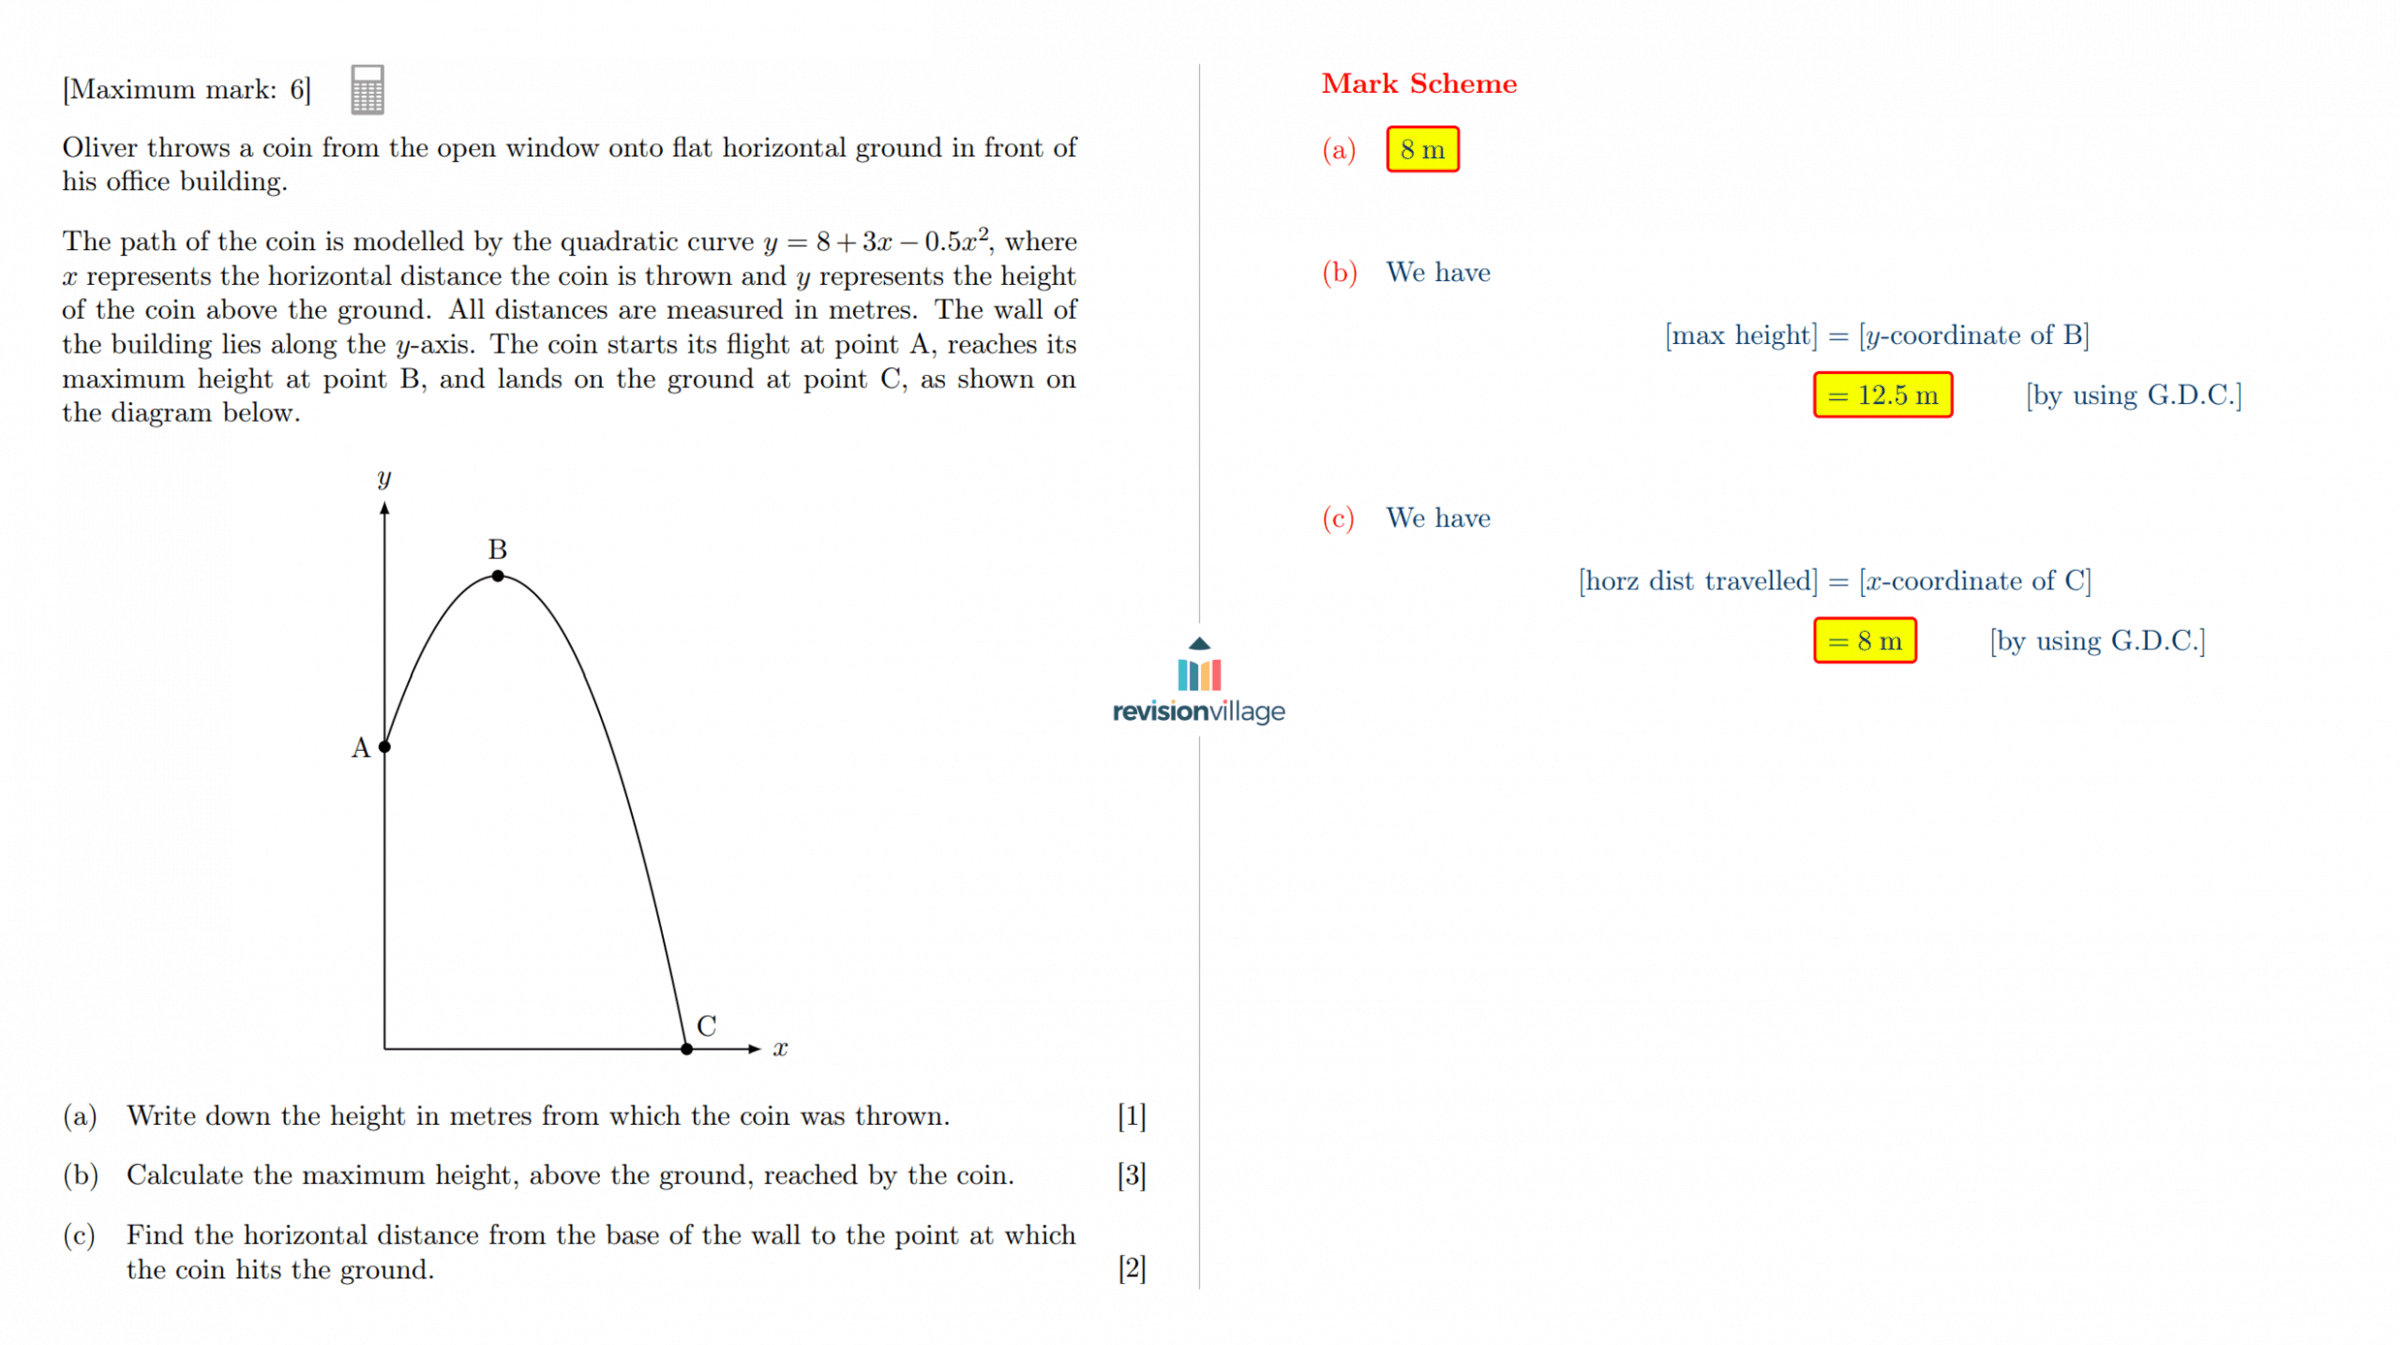 [Maximum mark: 6]
Oliver throws a coin from the open window onto flat horizontal ground in front of
his office building.
The path of the coin is modelled by the quadratic curve y = 8 + 3x − 0.5x², where
x represents the horizontal distance the coin is thrown and y represents the height
of the coin above the ground. All distances are measured in metres. The wall of
the building lies along the y-axis. The coin starts its flight at point A, reaches its
maximum height at point B, and lands on the ground at point C, as shown on
the diagram below.
y
B
A
C
x
(a) Write down the height in metres from which the coin was thrown. [1]
(b) Calculate the maximum height, above the ground, reached by the coin. [3]
(c) Find the horizontal distance from the base of the wall to the point at which
the coin hits the ground. [2]
revisionvillage
Mark Scheme
(a) 8 m
(b) We have
[max height] = [y-coordinate of B]
= 12.5 m [by using G.D.C.]
(c) We have
[horz dist travelled] = [x-coordinate of C]
= 8 m [by using G.D.C.]